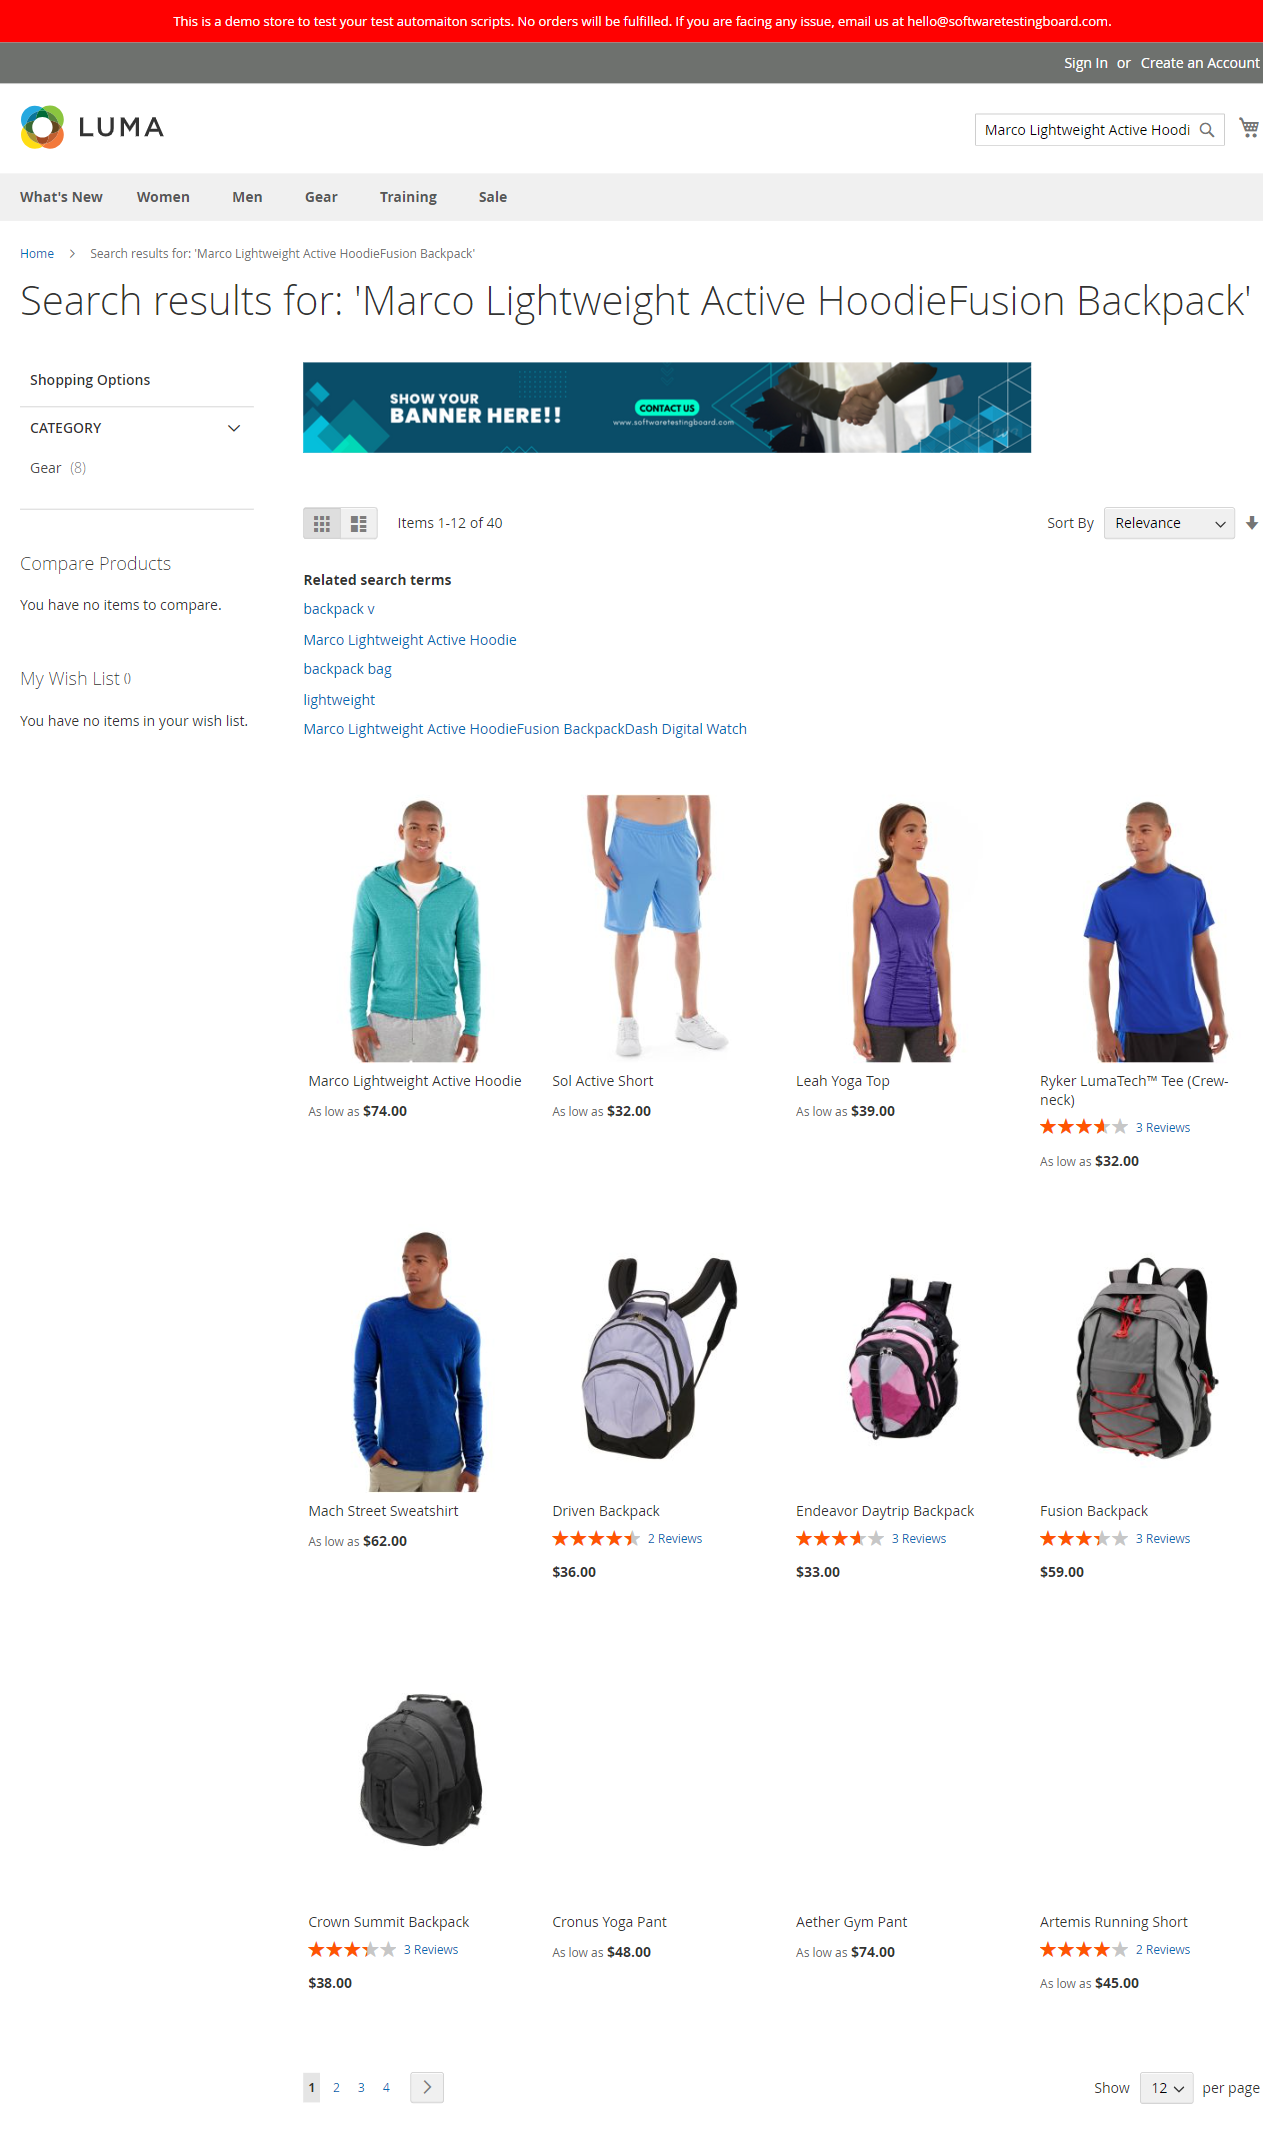 This is a demo store to test your test automaiton scripts. No orders will be fulfilled. If you are facing any issue, email us at hello@softwaretestingboard.com.
Sign In or Create an Account
LUMA
Marco Lightweight Active Hoodi
What's New Women Men Gear Training Sale
Home > Search results for: 'Marco Lightweight Active HoodieFusion Backpack'
Search results for: 'Marco Lightweight Active HoodieFusion Backpack'
Shopping Options
CATEGORY
Gear (8)
Compare Products
You have no items to compare.
My Wish List ()
You have no items in your wish list.
SHOW YOUR
BANNER HERE!!
CONTACT US
www.softwaretestingboard.com
Items 1-12 of 40
Sort By Relevance
Related search terms
backpack v
Marco Lightweight Active Hoodie
backpack bag
lightweight
Marco Lightweight Active HoodieFusion BackpackDash Digital Watch
Marco Lightweight Active Hoodie
As low as $74.00
Sol Active Short
As low as $32.00
Leah Yoga Top
As low as $39.00
Ryker LumaTech™ Tee (Crew-
neck)
3 Reviews
As low as $32.00
Mach Street Sweatshirt
As low as $62.00
Driven Backpack
2 Reviews
$36.00
Endeavor Daytrip Backpack
3 Reviews
$33.00
Fusion Backpack
3 Reviews
$59.00
Crown Summit Backpack
3 Reviews
$38.00
Cronus Yoga Pant
As low as $48.00
Aether Gym Pant
As low as $74.00
Artemis Running Short
2 Reviews
As low as $45.00
1 2 3 4
Show 12 per page